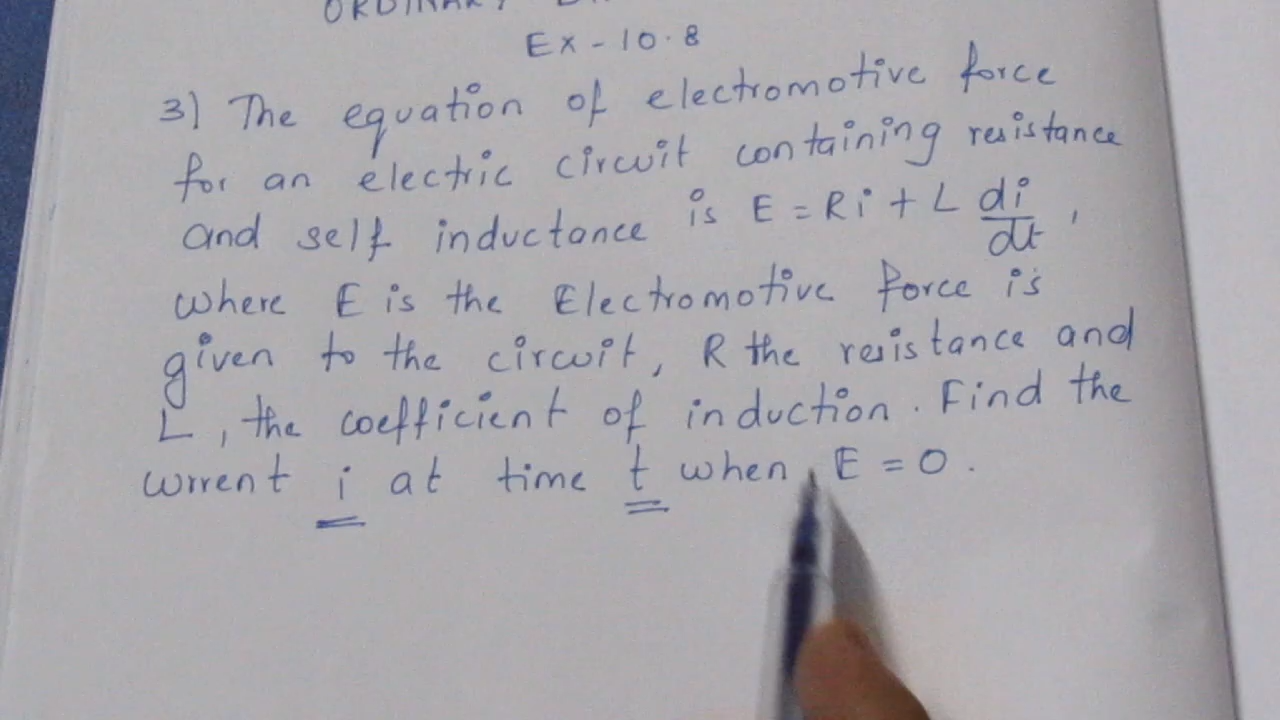 Ex - 10.8
3) The equation of electromotive force
for an electric circuit containing resistance
and self inductance is E = Ri + L di/dt ,
where E is the Electromotive force is
given to the circuit, R the resistance and
L, the coefficient of induction. Find the
current i at time t when E = 0.